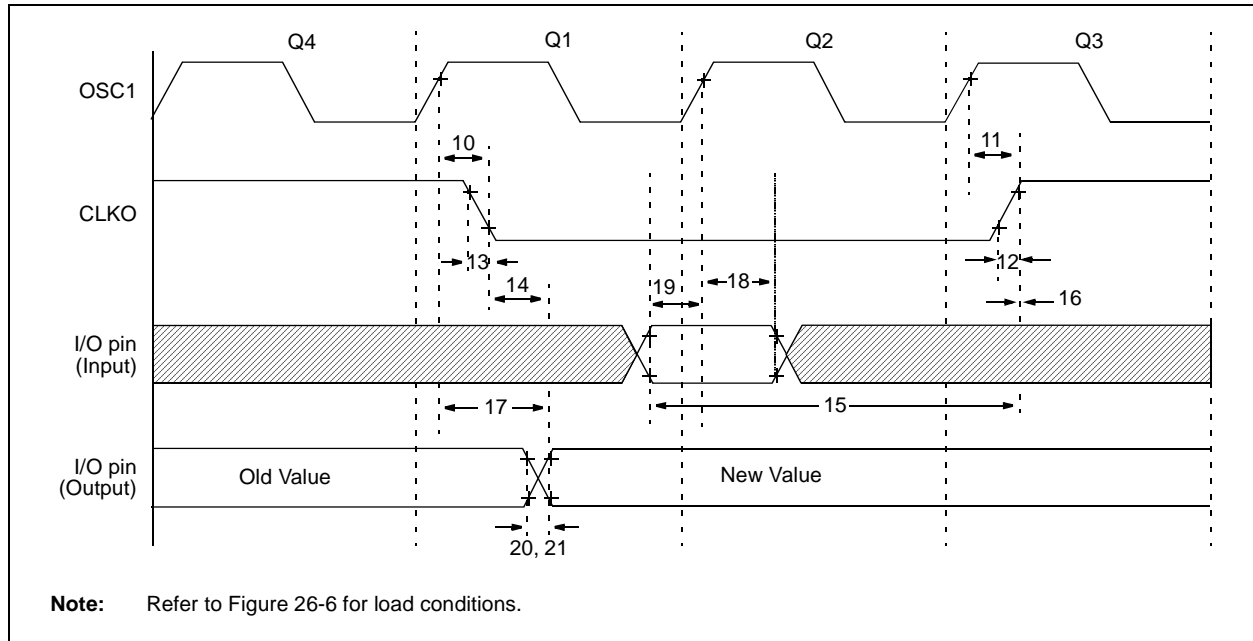 Q4 Q1 Q2 Q3
OSC1
10 11
CLKO
13 12
14 19 18 16
I/O pin
(Input)
17 15
I/O pin
(Output)
Old Value New Value
20, 21
Note: Refer to Figure 26-6 for load conditions.